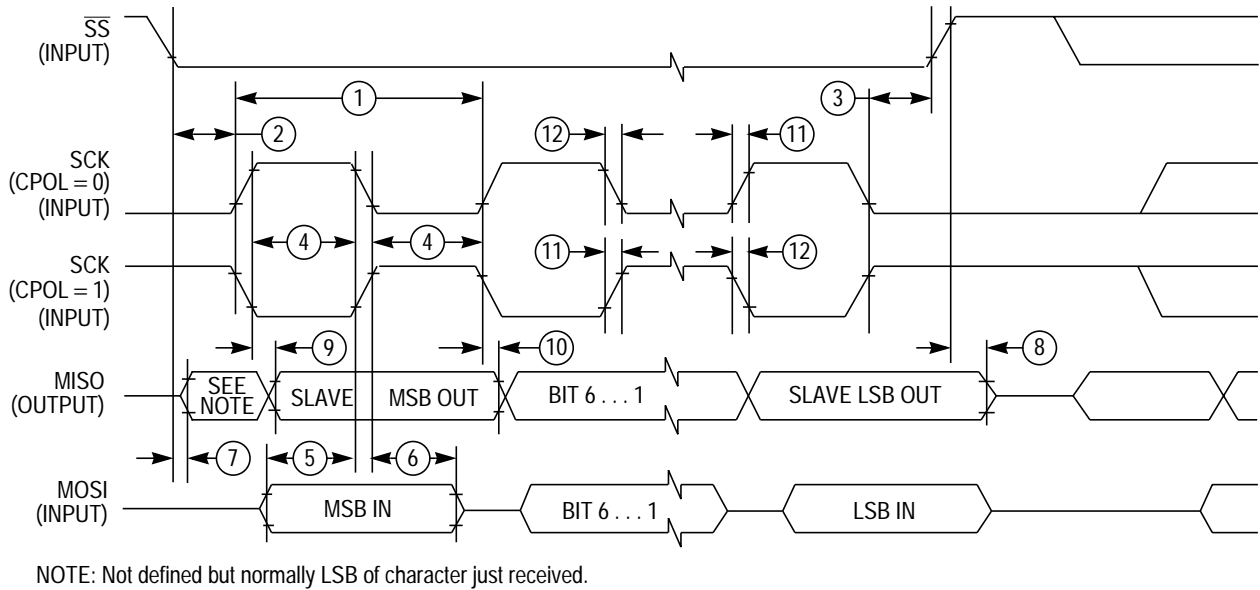 SS
(INPUT)
1
3
2
12
11
SCK
(CPOL = 0)
(INPUT)
4
4
11
12
SCK
(CPOL = 1)
(INPUT)
9
10
8
MISO
(OUTPUT)
SEE
NOTE
SLAVE
MSB OUT
BIT 6 . . . 1
SLAVE LSB OUT
7
5
6
MOSI
(INPUT)
MSB IN
BIT 6 . . . 1
LSB IN
NOTE: Not defined but normally LSB of character just received.